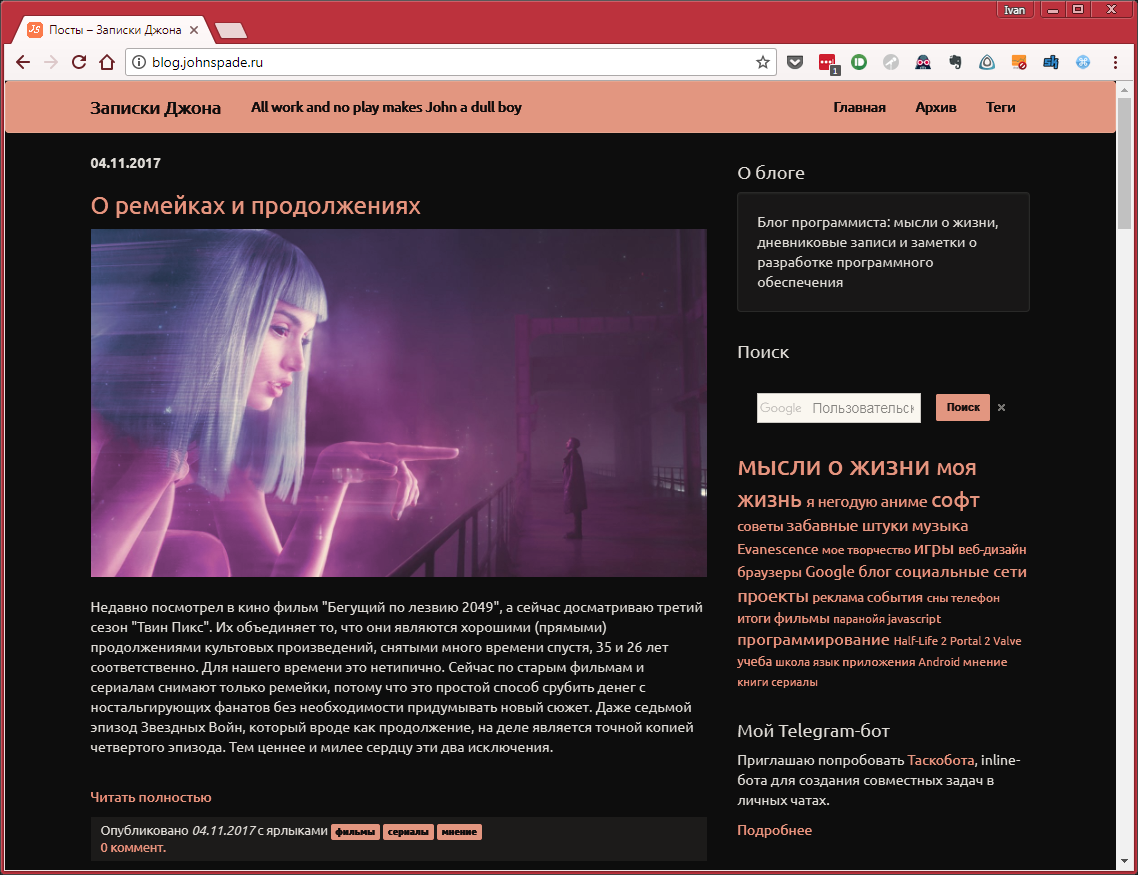 Ivan
Посты – Записки Джона
blog.johnspade.ru
1
Записки Джона
All work and no play makes John a dull boy
Главная
Архив
Теги
04.11.2017
О ремейках и продолжениях
Недавно посмотрел в кино фильм "Бегущий по лезвию 2049", а сейчас досматриваю третий
сезон "Твин Пикс". Их объединяет то, что они являются хорошими (прямыми)
продолжениями культовых произведений, снятыми много времени спустя, 35 и 26 лет
соответственно. Для нашего времени это нетипично. Сейчас по старым фильмам и
сериалам снимают только ремейки, потому что это простой способ срубить денег с
ностальгирующих фанатов без необходимости придумывать новый сюжет. Даже седьмой
эпизод Звездных Войн, который вроде как продолжение, на деле является точной копией
четвертого эпизода. Тем ценнее и милее сердцу эти два исключения.
Читать полностью
Опубликовано 04.11.2017 с ярлыками фильмы сериалы мнение
0 коммент.
О блоге
Блог программиста: мысли о жизни,
дневниковые записи и заметки о
разработке программного
обеспечения
Поиск
Google Пользовательск
Поиск
×
мысли о жизни моя
жизнь я негодую аниме софт
советы забавные штуки музыка
Evanescence мое творчество игры веб-дизайн
браузеры Google блог социальные сети
проекты реклама события сны телефон
итоги фильмы паранойя javascript
программирование Half-Life 2 Portal 2 Valve
учеба школа язык приложения Android мнение
книги сериалы
Мой Telegram-бот
Приглашаю попробовать Таскобота, inline-
бота для создания совместных задач в
личных чатах.
Подробнее